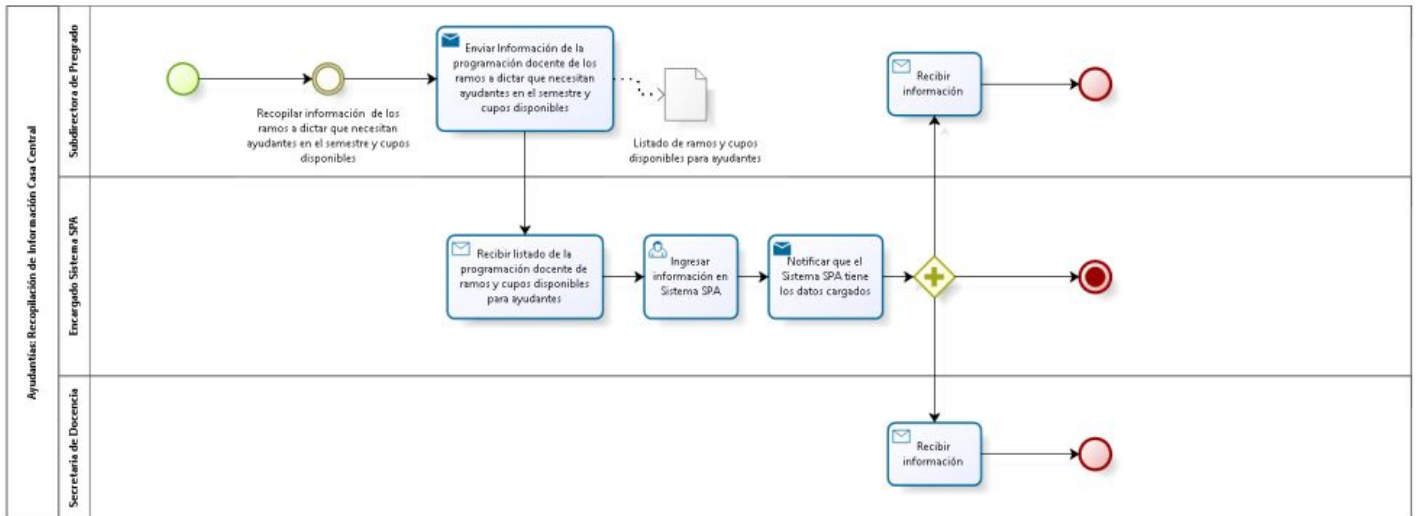 Ayudantías: Recopilación de Información Casa Central
Subdirectora de Pregrado
Recopilar información de los
ramos a dictar que necesitan
ayudantes en el semestre y cupos
disponibles
Enviar Información de la
programación docente de los
ramos a dictar que necesitan
ayudantes en el semestre y
cupos disponibles
Listado de ramos y cupos
disponibles para ayudantes
Recibir
información
Encargado Sistema SPA
Recibir listado de la
programación docente de
ramos y cupos disponibles
para ayudantes
Ingresar
información en
Sistema SPA
Notificar que el
Sistema SPA tiene
los datos cargados
Secretaria de Docencia
Recibir
información